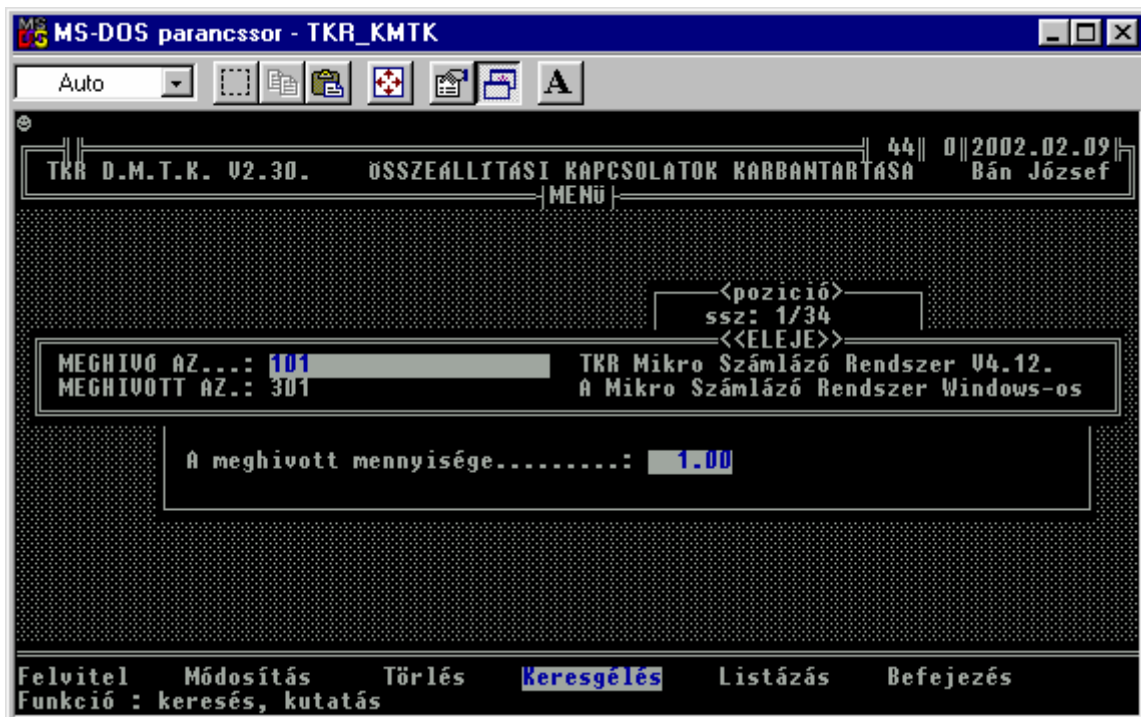 MS-DOS parancssor - TKR_KMTK
Auto A
44 0 2002.02.09
TKR D.M.T.K. V2.30. ÖSSZEÁLLÍTÁSI KAPCSOLATOK KARBANTARTÁSA Bán József
MENÜ
<pozició>
ssz: 1/34
<<ELEJE>>
MEGHIVÓ AZ...: 101 TKR Mikro Számlázó Rendszer V4.12.
MEGHIVOTT AZ.: 301 A Mikro Számlázó Rendszer Windows-os
A meghivott mennyisége.........: 1.00
Felvitel Módosítás Törlés Keresgélés Listázás Befejezés
Funkció : keresés, kutatás